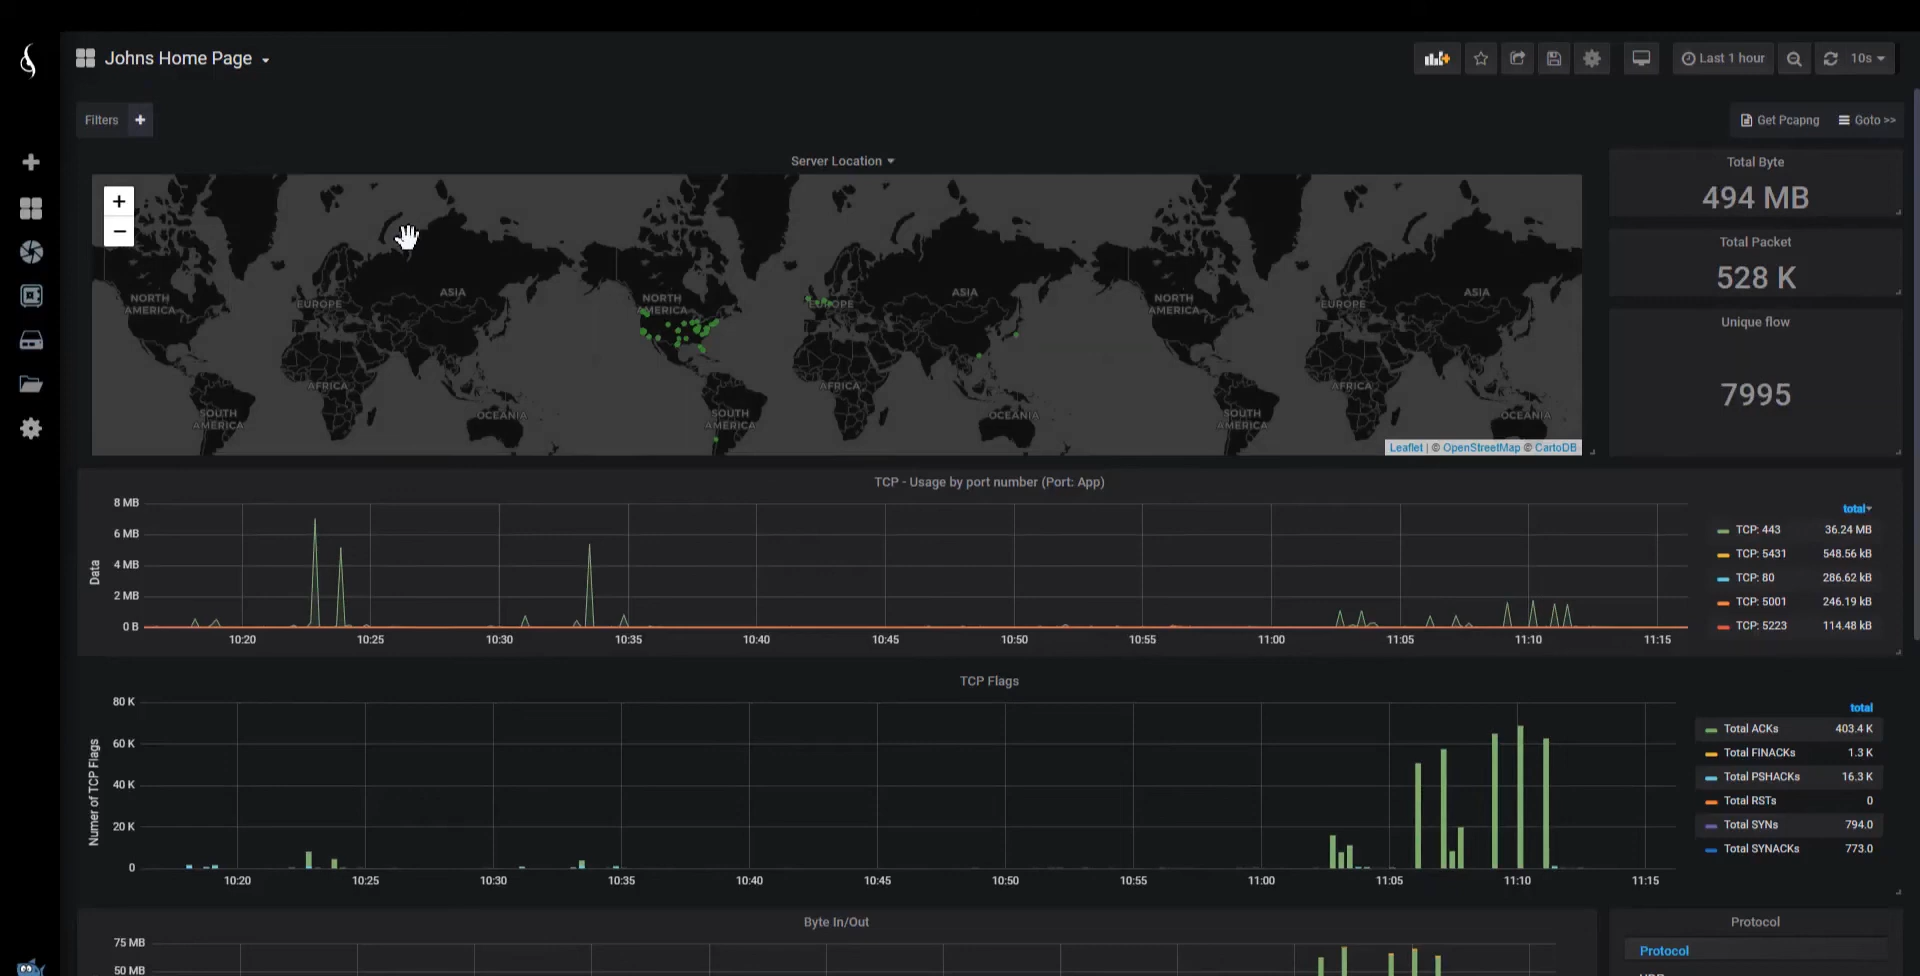 Johns Home Page
Last 1 hour
10s
Filters +
Get Pcapng Goto >>
Server Location
Total Byte
494 MB
Total Packet
528 K
Unique flow
7995
+
−
NORTH AMERICA
EUROPE
ASIA
AFRICA
SOUTH AMERICA
OCEANIA
NORTH AMERICA
EUROPE
ASIA
AFRICA
SOUTH AMERICA
OCEANIA
NORTH AMERICA
EUROPE
ASIA
AFRICA
SOUTH AMERICA
OCEANIA
Leaflet | © OpenStreetMap © CartoDB
TCP - Usage by port number (Port: App)
Data
8 MB
6 MB
4 MB
2 MB
0 B
10:20 10:25 10:30 10:35 10:40 10:45 10:50 10:55 11:00 11:05 11:10 11:15
total
TCP: 443 36.24 MB
TCP: 5431 548.56 kB
TCP: 80 286.62 kB
TCP: 5001 246.19 kB
TCP: 5223 114.48 kB
TCP Flags
Numer of TCP Flags
80 K
60 K
40 K
20 K
0
10:20 10:25 10:30 10:35 10:40 10:45 10:50 10:55 11:00 11:05 11:10 11:15
total
Total ACKs 403.4 K
Total FINACKs 1.3 K
Total PSHACKs 16.3 K
Total RSTs 0
Total SYNs 794.0
Total SYNACKs 773.0
Byte In/Out
75 MB
50 MB
Protocol
Protocol